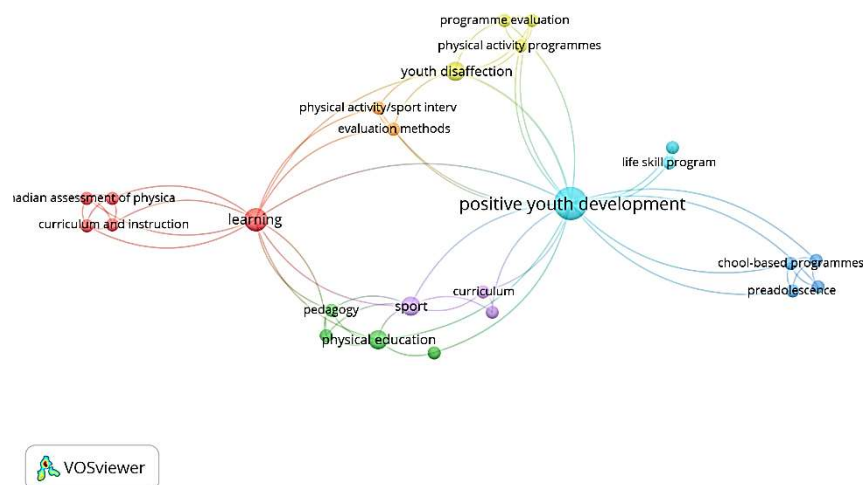 programme evaluation
physical activity programmes
youth disaffection
physical activity/sport interv
evaluation methods
life skill program
nadian assessment of physica
curriculum and instruction
learning
positive youth development
chool-based programmes
preadolescence
curriculum
pedagogy
sport
physical education
VOSviewer